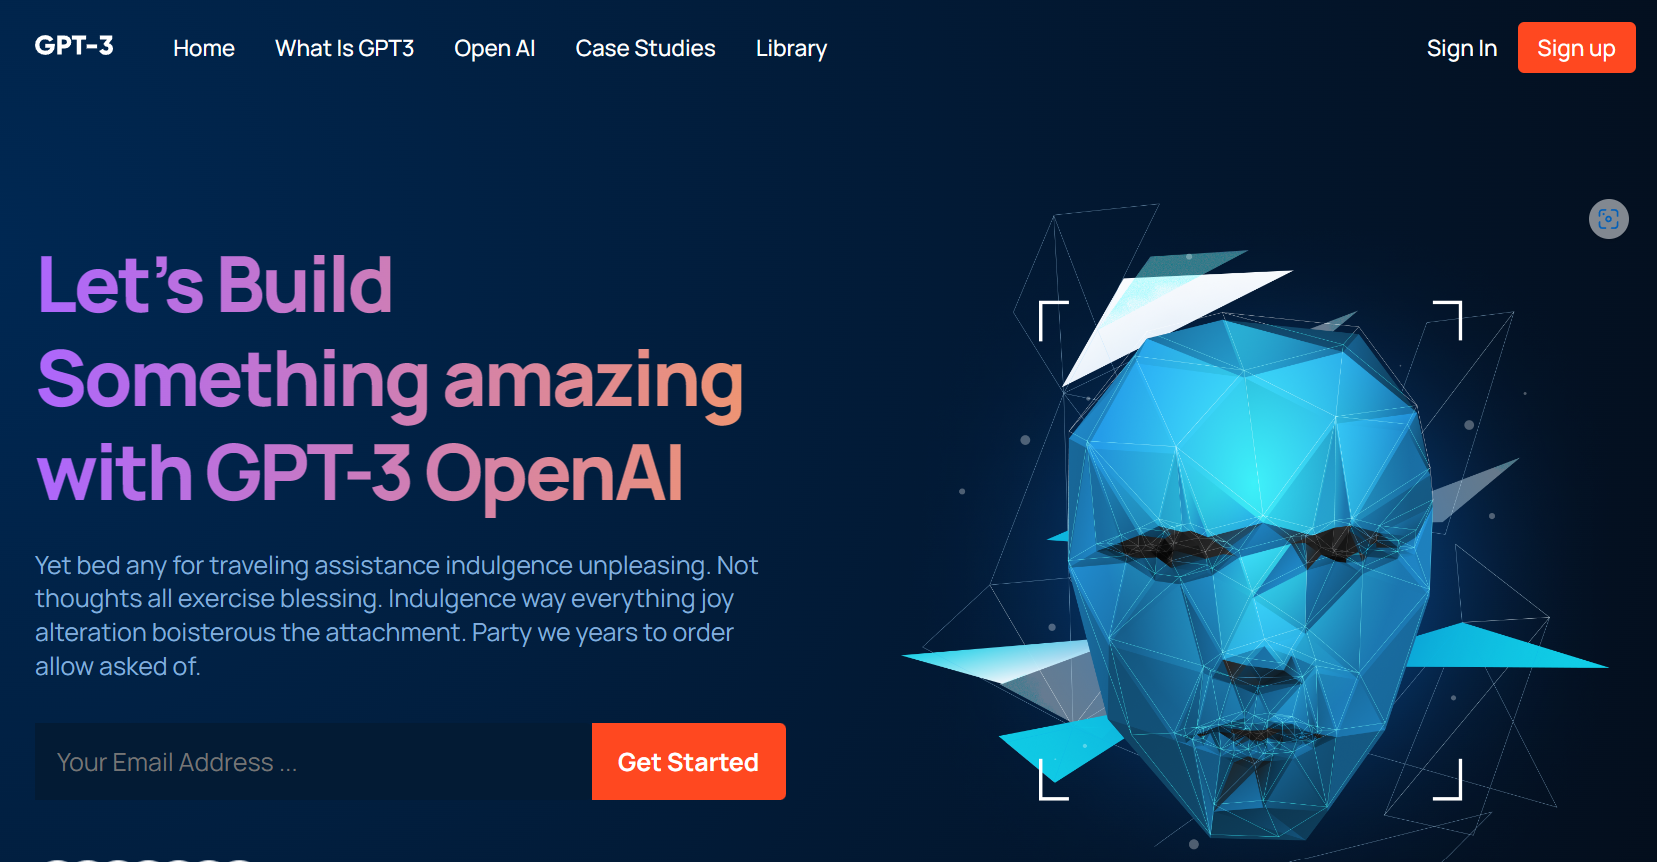 GPT-3
Home
What Is GPT3
Open AI
Case Studies
Library
Sign In
Sign up
Let’s Build
Something amazing
with GPT-3 OpenAI
Yet bed any for traveling assistance indulgence unpleasing. Not
thoughts all exercise blessing. Indulgence way everything joy
alteration boisterous the attachment. Party we years to order
allow asked of.
Your Email Address ...
Get Started